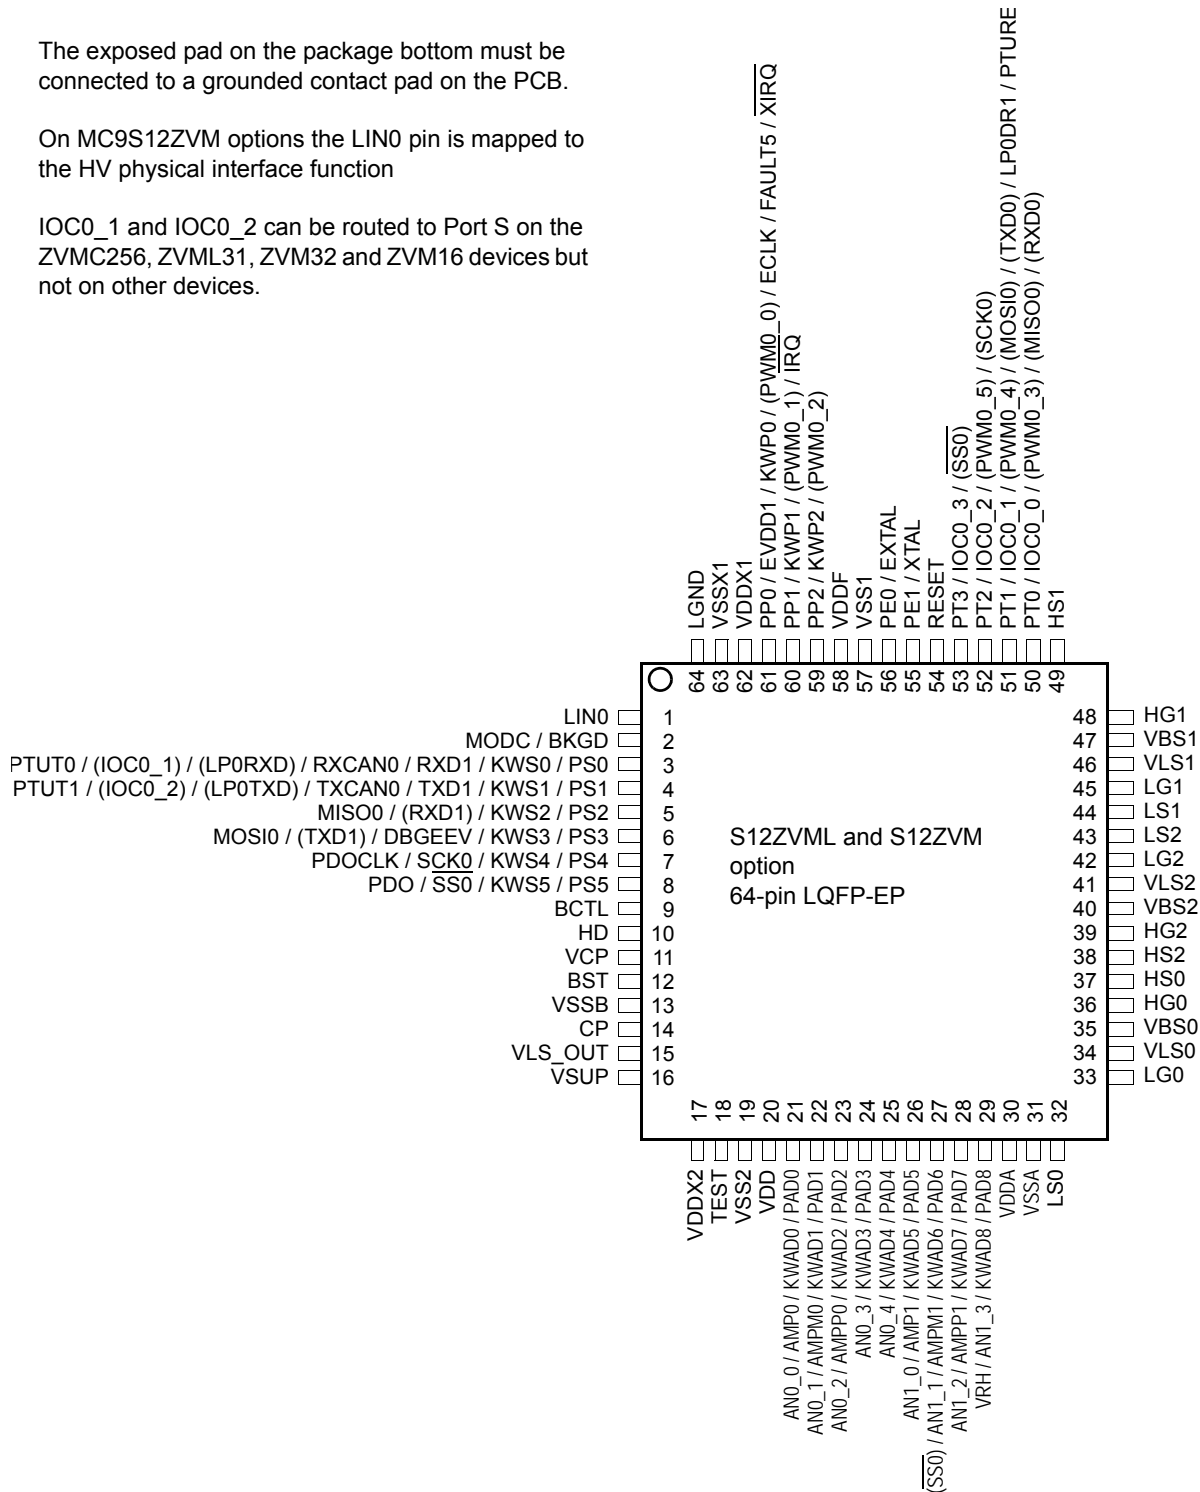 The exposed pad on the package bottom must be
connected to a grounded contact pad on the PCB.
On MC9S12ZVM options the LIN0 pin is mapped to
the HV physical interface function
IOC0_1 and IOC0_2 can be routed to Port S on the
ZVMC256, ZVML31, ZVM32 and ZVM16 devices but
not on other devices.
LGND
VSSX1
VDDX1
PP0 / EVDD1 / KWP0 / (PWM0_0) / ECLK / FAULT5 / XIRQ
PP1 / KWP1 / (PWM0_1) / IRQ
PP2 / KWP2 / (PWM0_2)
VDDF
VSS1
PE0 / EXTAL
PE1 / XTAL
RESET
PT3 / IOC0_3 / (SS0)
PT2 / IOC0_2 / (PWM0_5) / (SCK0)
PT1 / IOC0_1 / (PWM0_4) / (MOSI0) / (TXD0) / LP0DR1 / PTURE
PT0 / IOC0_0 / (PWM0_3) / (MISO0) / (RXD0)
HS1
64
63
62
61
60
59
58
57
56
55
54
53
52
51
50
49
LIN0 1
MODC / BKGD 2
PTUT0 / (IOC0_1) / (LP0RXD) / RXCAN0 / RXD1 / KWS0 / PS0 3
PTUT1 / (IOC0_2) / (LP0TXD) / TXCAN0 / TXD1 / KWS1 / PS1 4
MISO0 / (RXD1) / KWS2 / PS2 5
MOSI0 / (TXD1) / DBGEEV / KWS3 / PS3 6
PDOCLK / SCK0 / KWS4 / PS4 7
PDO / SS0 / KWS5 / PS5 8
BCTL 9
HD 10
VCP 11
BST 12
VSSB 13
CP 14
VLS_OUT 15
VSUP 16
S12ZVML and S12ZVM
option
64-pin LQFP-EP
48 HG1
47 VBS1
46 VLS1
45 LG1
44 LS1
43 LS2
42 LG2
41 VLS2
40 VBS2
39 HG2
38 HS2
37 HS0
36 HG0
35 VBS0
34 VLS0
33 LG0
17
18
19
20
21
22
23
24
25
26
27
28
29
30
31
32
VDDX2
TEST
VSS2
VDD
AN0_0 / AMP0 / KWAD0 / PAD0
AN0_1 / AMPM0 / KWAD1 / PAD1
AN0_2 / AMPP0 / KWAD2 / PAD2
AN0_3 / KWAD3 / PAD3
AN0_4 / KWAD4 / PAD4
AN1_0 / AMP1 / KWAD5 / PAD5
(SS0) / AN1_1 / AMPM1 / KWAD6 / PAD6
AN1_2 / AMPP1 / KWAD7 / PAD7
VRH / AN1_3 / KWAD8 / PAD8
VDDA
VSSA
LS0